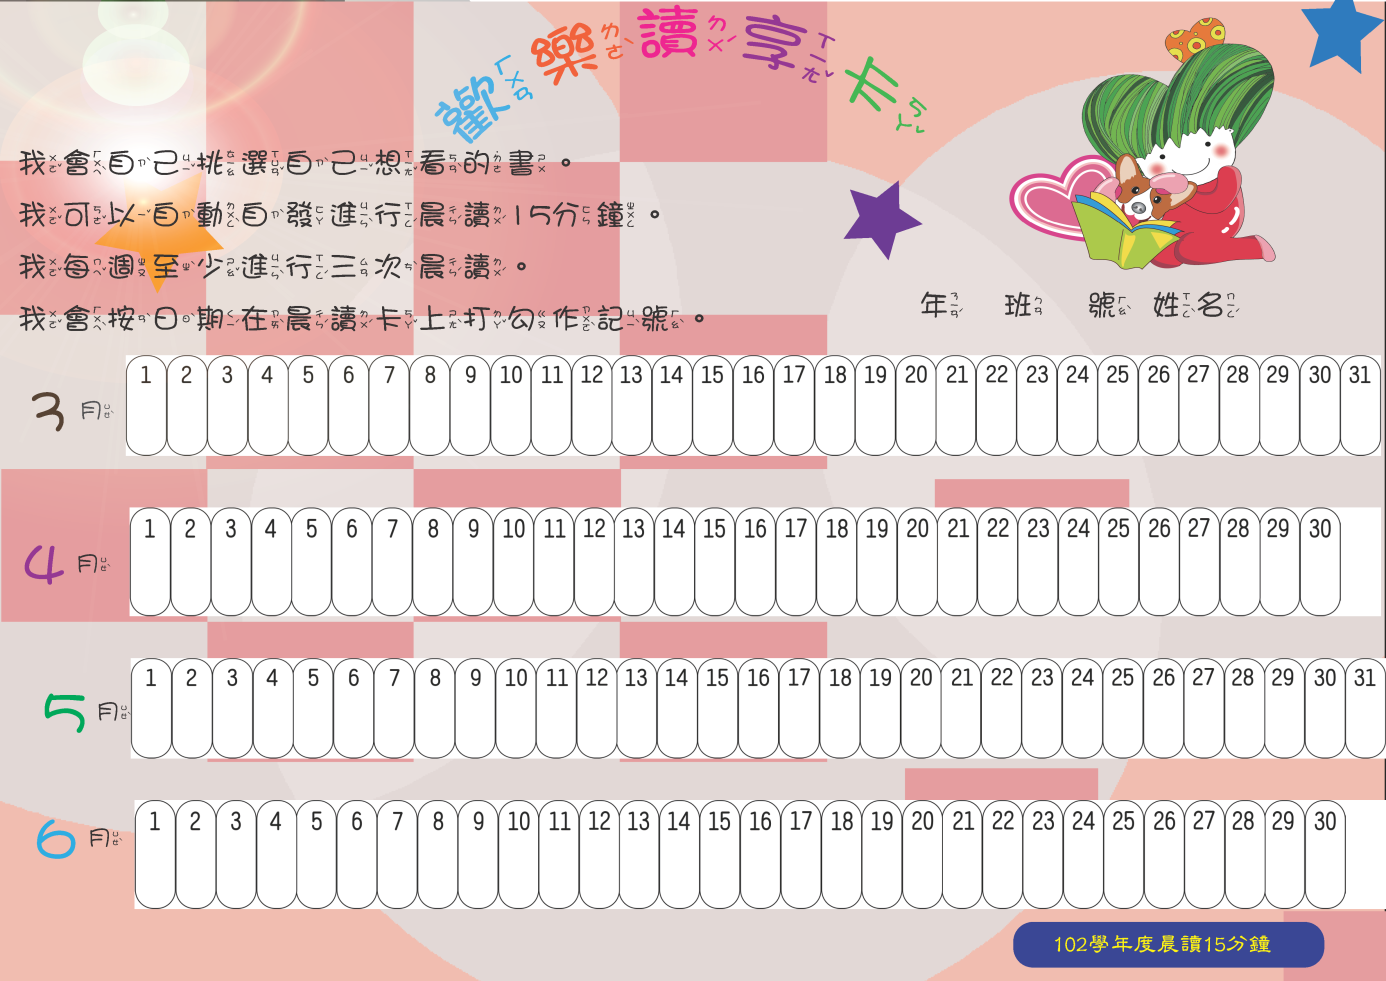 歡樂讀享卡
我會自己挑選自己想看的書。
我可以自動自發進行晨讀15分鐘。
我每週至少進行三次晨讀。
我會按日期在晨讀卡上打勾作記號。
年 班 號 姓名
3月 1 2 3 4 5 6 7 8 9 10 11 12 13 14 15 16 17 18 19 20 21 22 23 24 25 26 27 28 29 30 31
4月 1 2 3 4 5 6 7 8 9 10 11 12 13 14 15 16 17 18 19 20 21 22 23 24 25 26 27 28 29 30
5月 1 2 3 4 5 6 7 8 9 10 11 12 13 14 15 16 17 18 19 20 21 22 23 24 25 26 27 28 29 30 31
6月 1 2 3 4 5 6 7 8 9 10 11 12 13 14 15 16 17 18 19 20 21 22 23 24 25 26 27 28 29 30
102學年度晨讀15分鐘